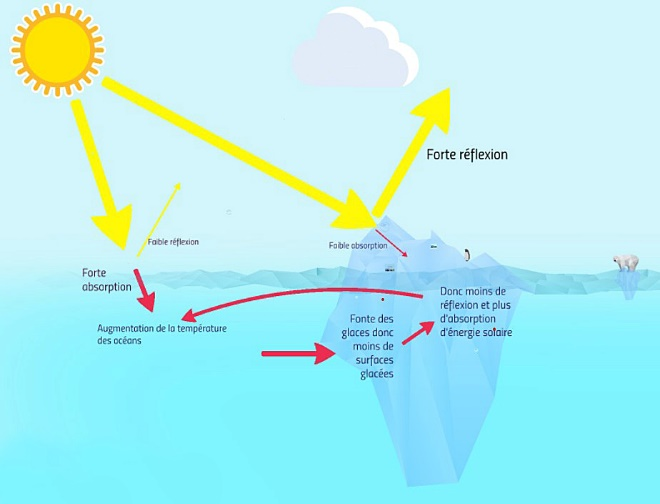 Forte réflexion
Faible réflexion
Faible absorption
Forte
absorption
Augmentation de la température
des océans
Fonte des
glaces donc
moins de
surfaces
glacées
Donc moins de
réflexion et plus
d'absorption
d'énergie solaire